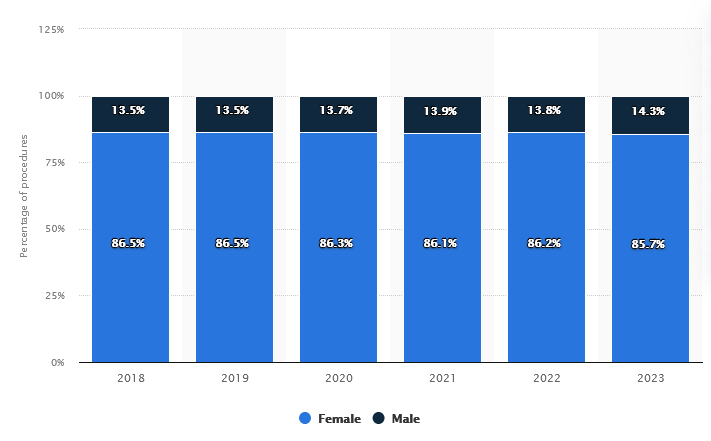 125%
100%
75%
50%
25%
0%
Percentage of procedures
13.5% 13.5% 13.7% 13.9% 13.8% 14.3%
86.5% 86.5% 86.3% 86.1% 86.2% 85.7%
2018 2019 2020 2021 2022 2023
Female Male